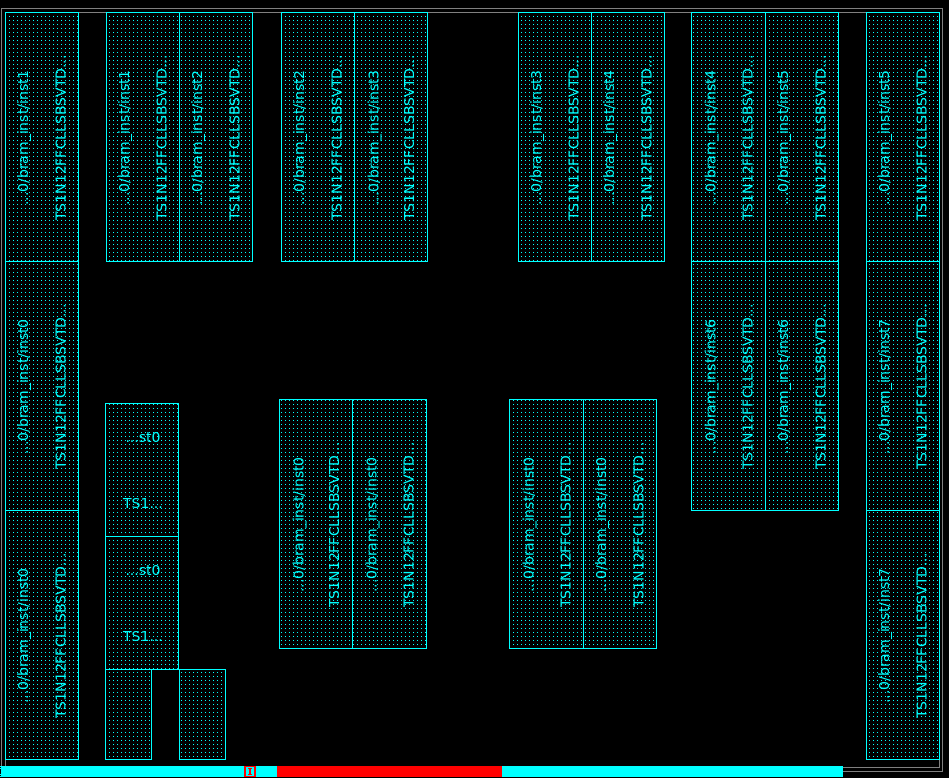 ...0/bram_inst/inst1
TS1N12FFCLLSBSVTD...
...0/bram_inst/inst1
TS1N12FFCLLSBSVTD...
...0/bram_inst/inst2
TS1N12FFCLLSBSVTD...
...0/bram_inst/inst2
TS1N12FFCLLSBSVTD...
...0/bram_inst/inst3
TS1N12FFCLLSBSVTD...
...0/bram_inst/inst3
TS1N12FFCLLSBSVTD...
...0/bram_inst/inst4
TS1N12FFCLLSBSVTD...
...0/bram_inst/inst4
TS1N12FFCLLSBSVTD...
...0/bram_inst/inst5
TS1N12FFCLLSBSVTD...
...0/bram_inst/inst5
TS1N12FFCLLSBSVTD...
...0/bram_inst/inst0
TS1N12FFCLLSBSVTD...
...0/bram_inst/inst6
TS1N12FFCLLSBSVTD...
...0/bram_inst/inst6
TS1N12FFCLLSBSVTD...
...0/bram_inst/inst7
TS1N12FFCLLSBSVTD...
...st0
TS1...
...st0
TS1...
...0/bram_inst/inst0
TS1N12FFCLLSBSVTD...
...0/bram_inst/inst0
TS1N12FFCLLSBSVTD...
...0/bram_inst/inst0
TS1N12FFCLLSBSVTD...
...0/bram_inst/inst0
TS1N12FFCLLSBSVTD...
...0/bram_inst/inst0
TS1N12FFCLLSBSVTD...
...0/bram_inst/inst7
TS1N12FFCLLSBSVTD...
I